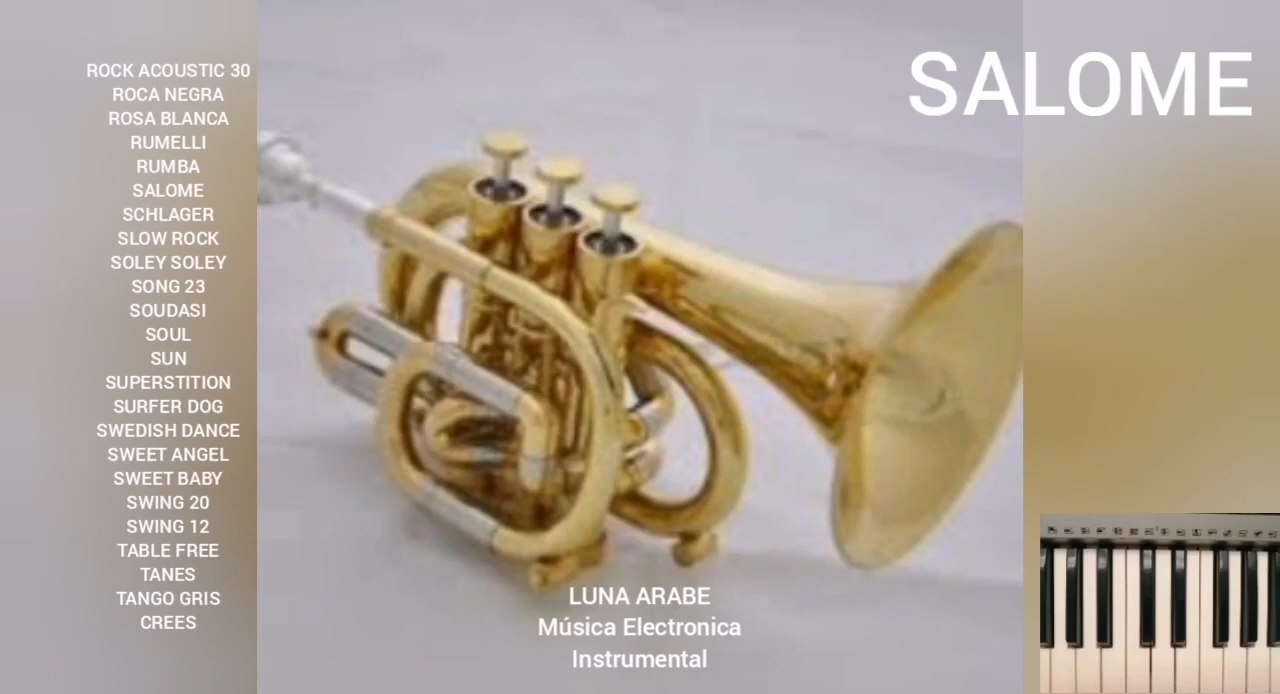 ROCK ACOUSTIC 30
ROCA NEGRA
ROSA BLANCA
RUMELLI
RUMBA
SALOME
SCHLAGER
SLOW ROCK
SOLEY SOLEY
SONG 23
SOUDASI
SOUL
SUN
SUPERSTITION
SURFER DOG
SWEDISH DANCE
SWEET ANGEL
SWEET BABY
SWING 20
SWING 12
TABLE FREE
TANES
TANGO GRIS
CREES
SALOME
LUNA ARABE
Música Electronica
Instrumental